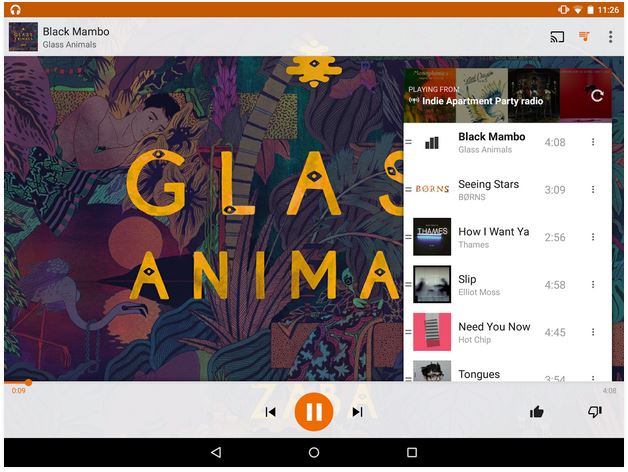 11:26
Black Mambo
Glass Animals
GLAS
ANIMA
ZABA
PLAYING FROM
Indie Apartment Party radio
Black Mambo
Glass Animals
4:08
BØRNS
Seeing Stars
BØRNS
3:09
THAMES
How I Want Ya
Thames
2:56
Slip
Elliot Moss
4:58
Need You Now
Hot Chip
4:45
Tongues
3:54
0:09
4:08